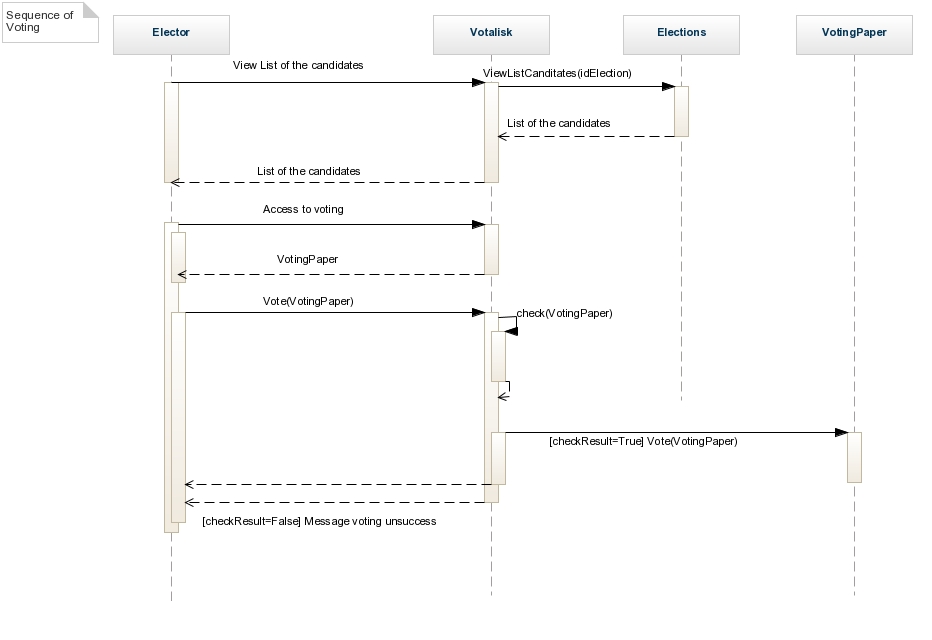 Sequence of
Voting
Elector
Votalisk
Elections
VotingPaper
View List of the candidates
ViewListCanditates(idElection)
List of the candidates
List of the candidates
Access to voting
VotingPaper
Vote(VotingPaper)
check(VotingPaper)
[checkResult=True] Vote(VotingPaper)
[checkResult=False] Message voting unsuccess